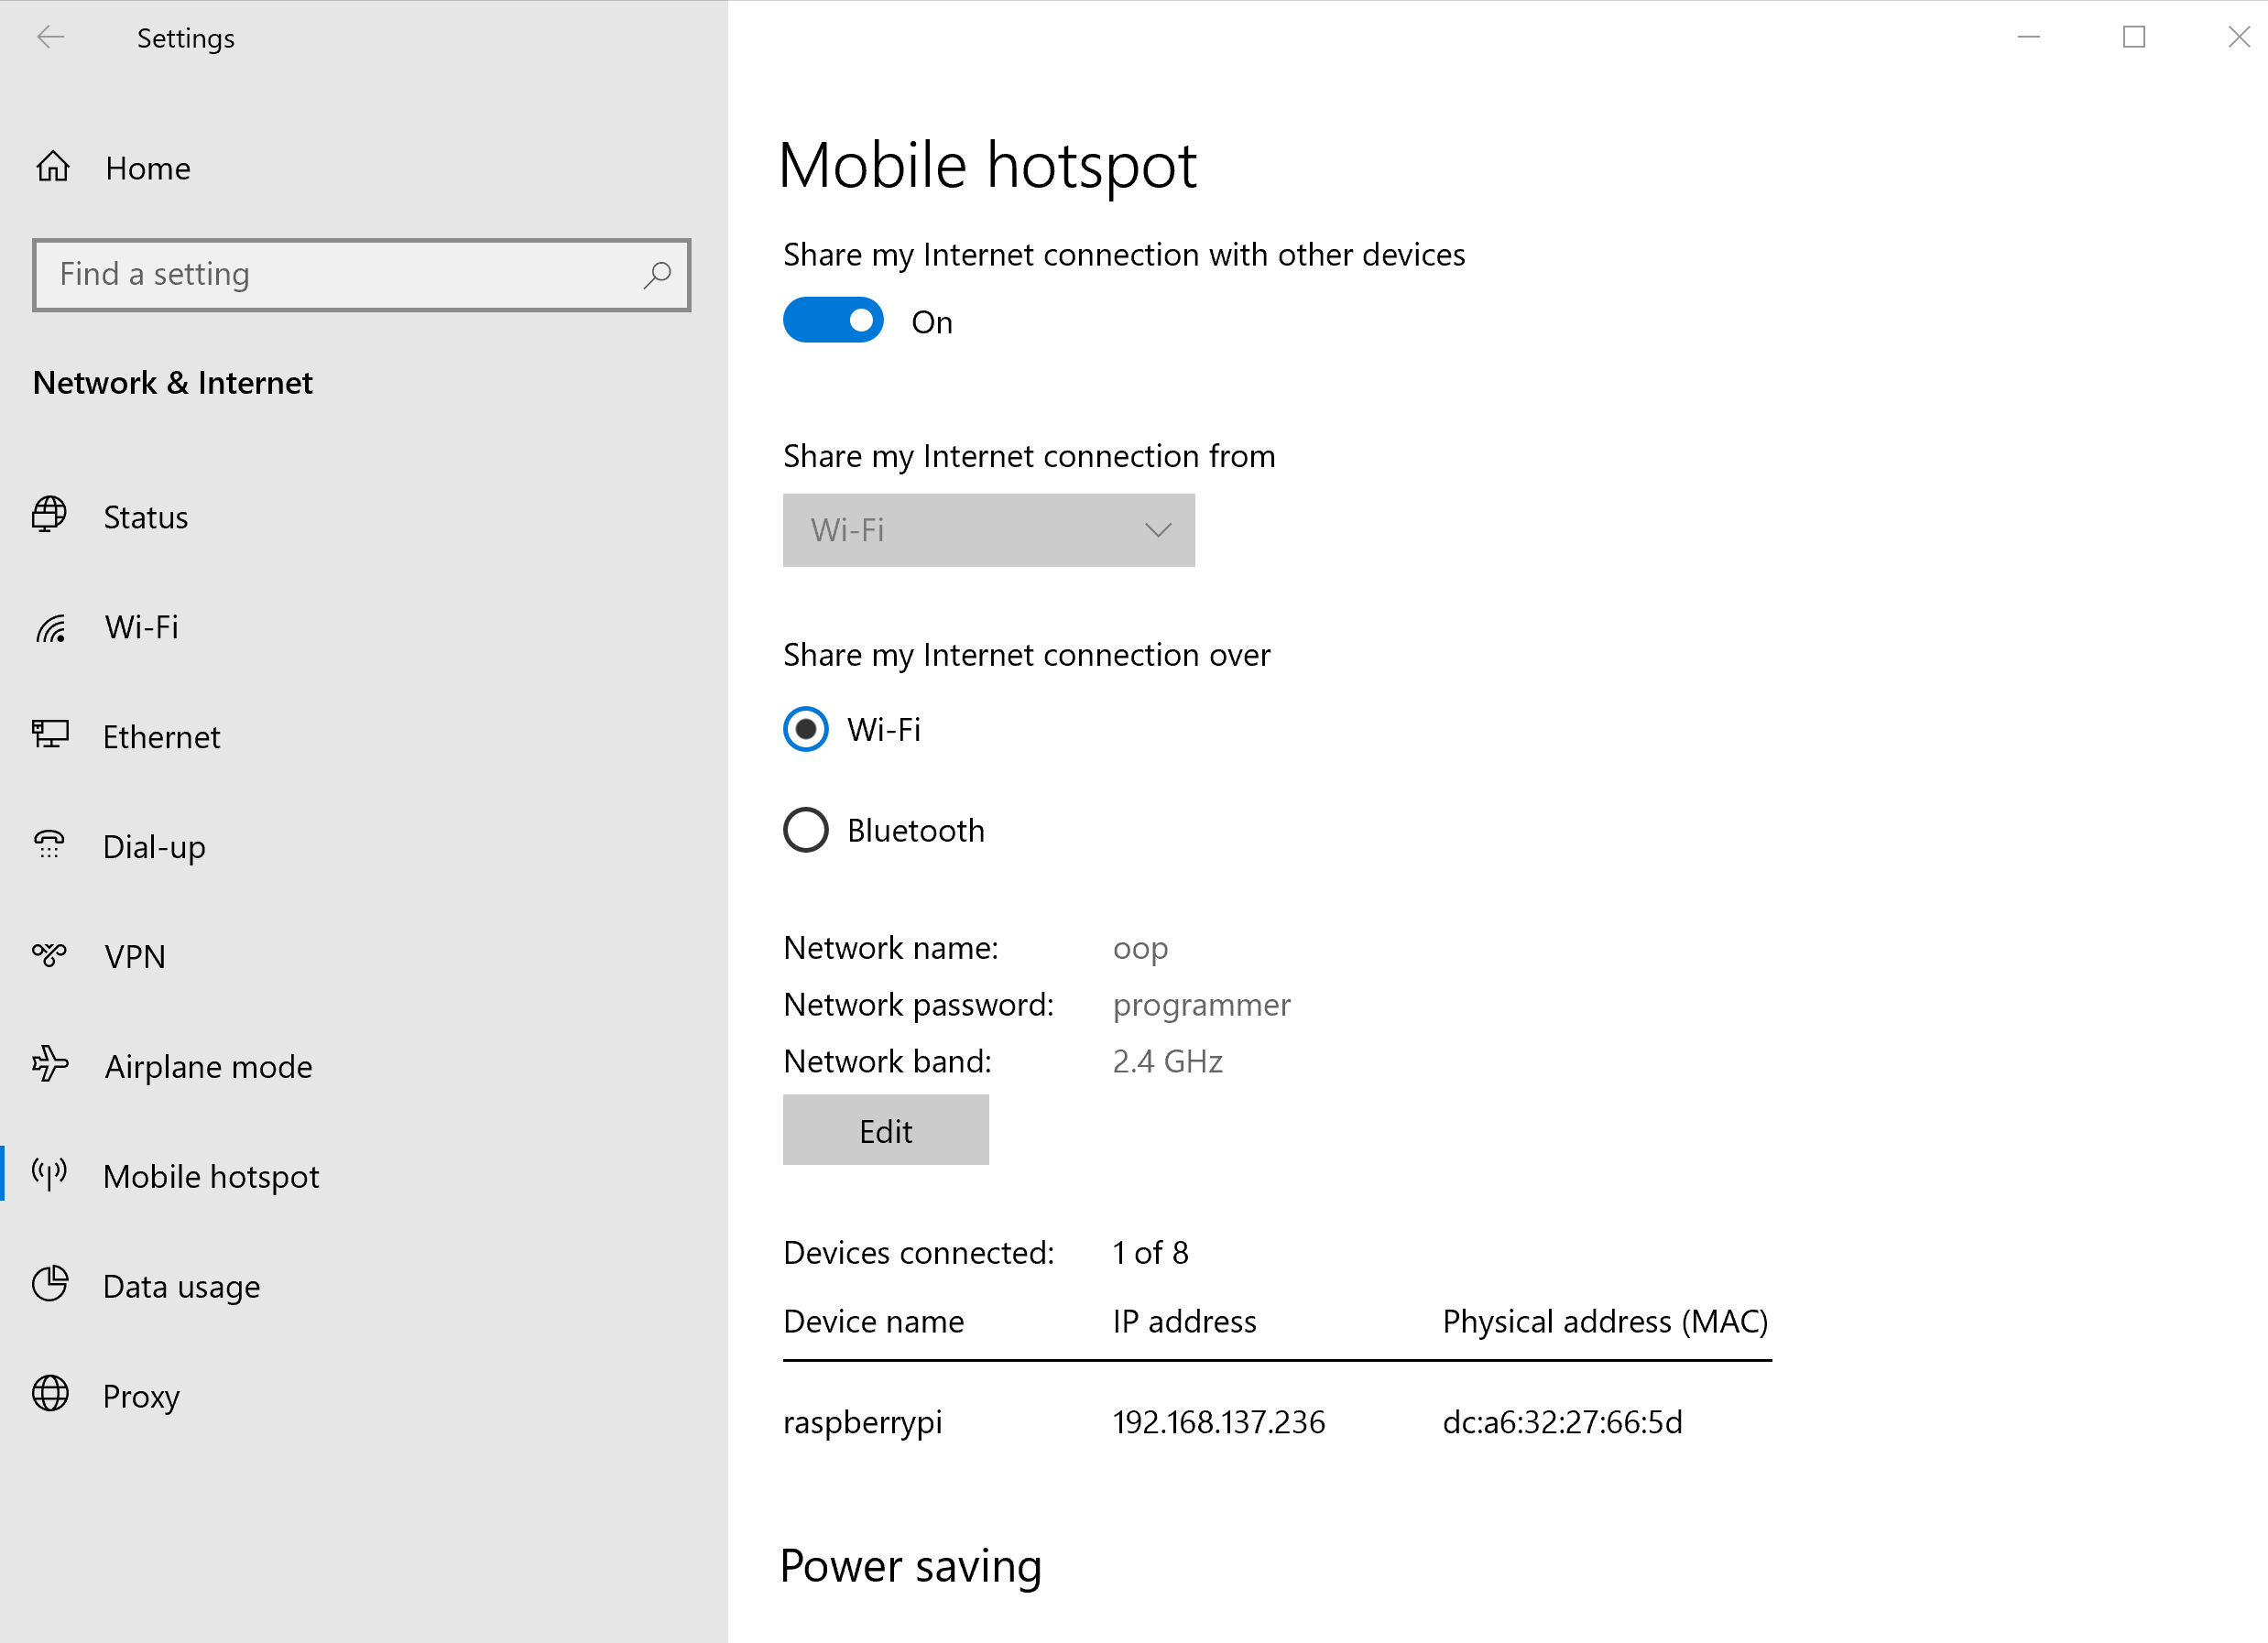 Settings
Home
Find a setting
Network & Internet
Status
Wi-Fi
Ethernet
Dial-up
VPN
Airplane mode
Mobile hotspot
Data usage
Proxy
Mobile hotspot
Share my Internet connection with other devices
On
Share my Internet connection from
Wi-Fi
Share my Internet connection over
Wi-Fi
Bluetooth
Network name: oop
Network password: programmer
Network band: 2.4 GHz
Edit
Devices connected: 1 of 8
Device name IP address Physical address (MAC)
raspberrypi 192.168.137.236 dc:a6:32:27:66:5d
Power saving